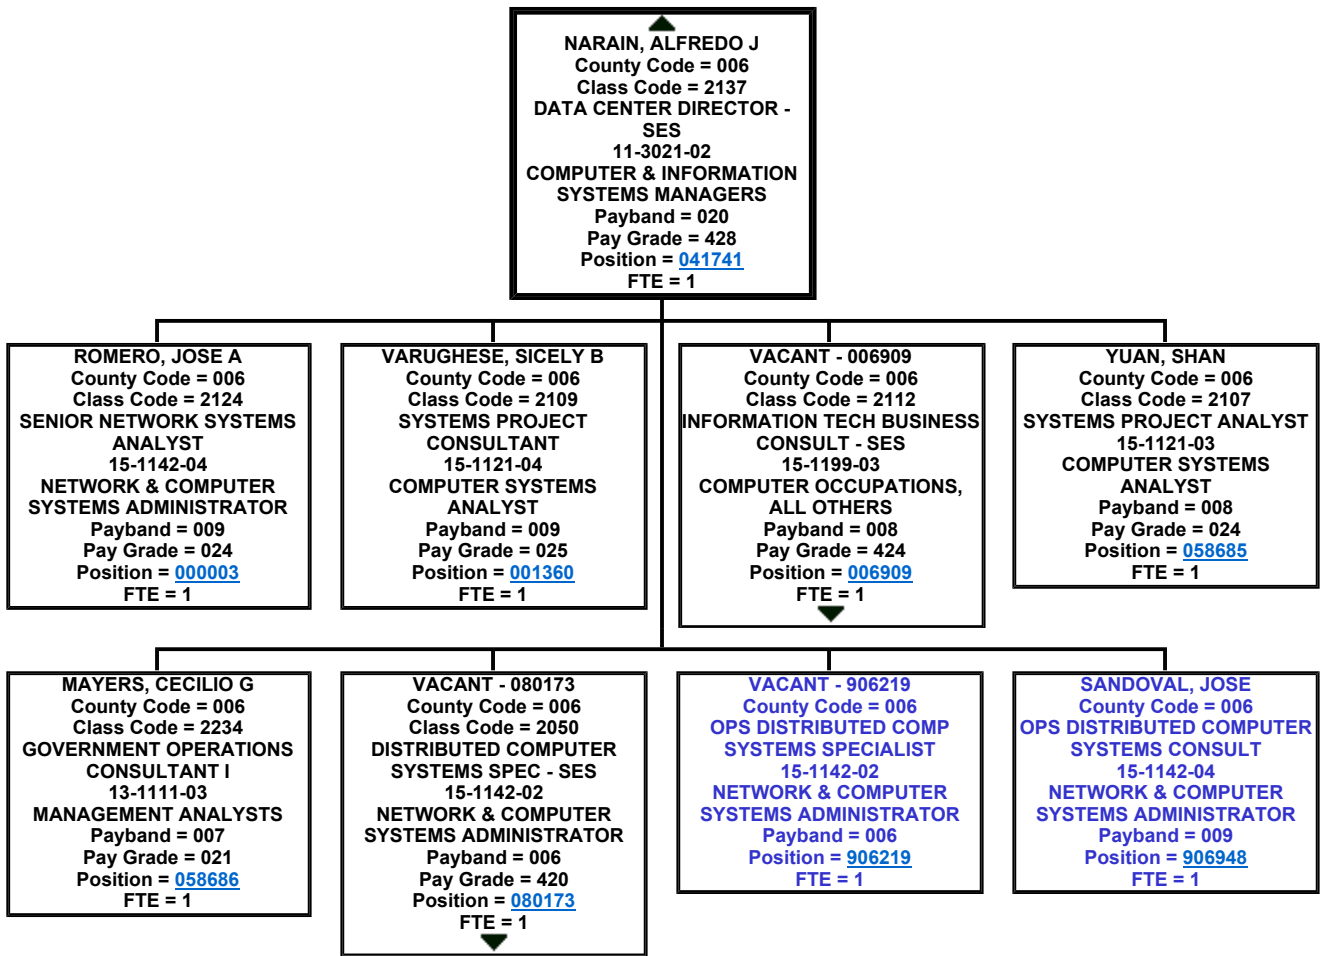 NARAIN, ALFREDO J
County Code = 006
Class Code = 2137
DATA CENTER DIRECTOR -
SES
11-3021-02
COMPUTER & INFORMATION
SYSTEMS MANAGERS
Payband = 020
Pay Grade = 428
Position = 041741
FTE = 1
ROMERO, JOSE A
County Code = 006
Class Code = 2124
SENIOR NETWORK SYSTEMS
ANALYST
15-1142-04
NETWORK & COMPUTER
SYSTEMS ADMINISTRATOR
Payband = 009
Pay Grade = 024
Position = 000003
FTE = 1
VARUGHESE, SICELY B
County Code = 006
Class Code = 2109
SYSTEMS PROJECT
CONSULTANT
15-1121-04
COMPUTER SYSTEMS
ANALYST
Payband = 009
Pay Grade = 025
Position = 001360
FTE = 1
VACANT - 006909
County Code = 006
Class Code = 2112
INFORMATION TECH BUSINESS
CONSULT - SES
15-1199-03
COMPUTER OCCUPATIONS,
ALL OTHERS
Payband = 008
Pay Grade = 424
Position = 006909
FTE = 1
YUAN, SHAN
County Code = 006
Class Code = 2107
SYSTEMS PROJECT ANALYST
15-1121-03
COMPUTER SYSTEMS
ANALYST
Payband = 008
Pay Grade = 024
Position = 058685
FTE = 1
MAYERS, CECILIO G
County Code = 006
Class Code = 2234
GOVERNMENT OPERATIONS
CONSULTANT I
13-1111-03
MANAGEMENT ANALYSTS
Payband = 007
Pay Grade = 021
Position = 058686
FTE = 1
VACANT - 080173
County Code = 006
Class Code = 2050
DISTRIBUTED COMPUTER
SYSTEMS SPEC - SES
15-1142-02
NETWORK & COMPUTER
SYSTEMS ADMINISTRATOR
Payband = 006
Pay Grade = 420
Position = 080173
FTE = 1
VACANT - 906219
County Code = 006
OPS DISTRIBUTED COMP
SYSTEMS SPECIALIST
15-1142-02
NETWORK & COMPUTER
SYSTEMS ADMINISTRATOR
Payband = 006
Position = 906219
FTE = 1
SANDOVAL, JOSE
County Code = 006
OPS DISTRIBUTED COMPUTER
SYSTEMS CONSULT
15-1142-04
NETWORK & COMPUTER
SYSTEMS ADMINISTRATOR
Payband = 009
Position = 906948
FTE = 1